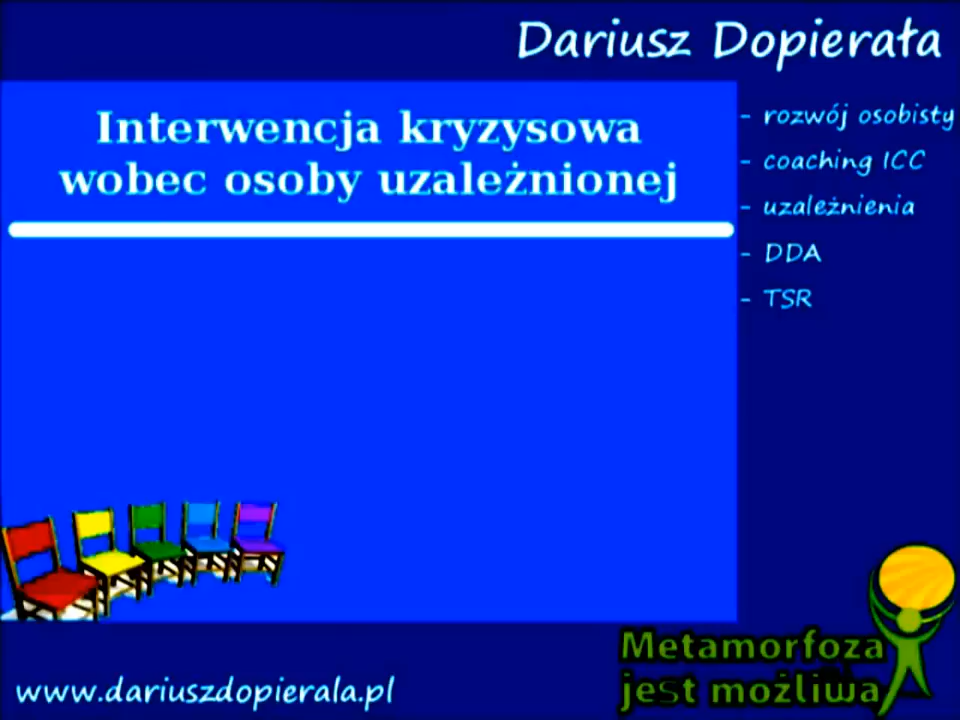 Dariusz Dopierała
Interwencja kryzysowa
wobec osoby uzależnionej
- rozwój osobisty
- coaching ICC
- uzależnienia
- DDA
- TSR
Metamorfoza
jest możliwa
www.dariuszdopierala.pl